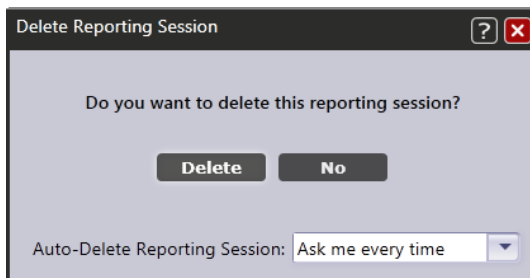 Delete Reporting Session ?
Do you want to delete this reporting session?
Delete No
Auto-Delete Reporting Session: Ask me every time